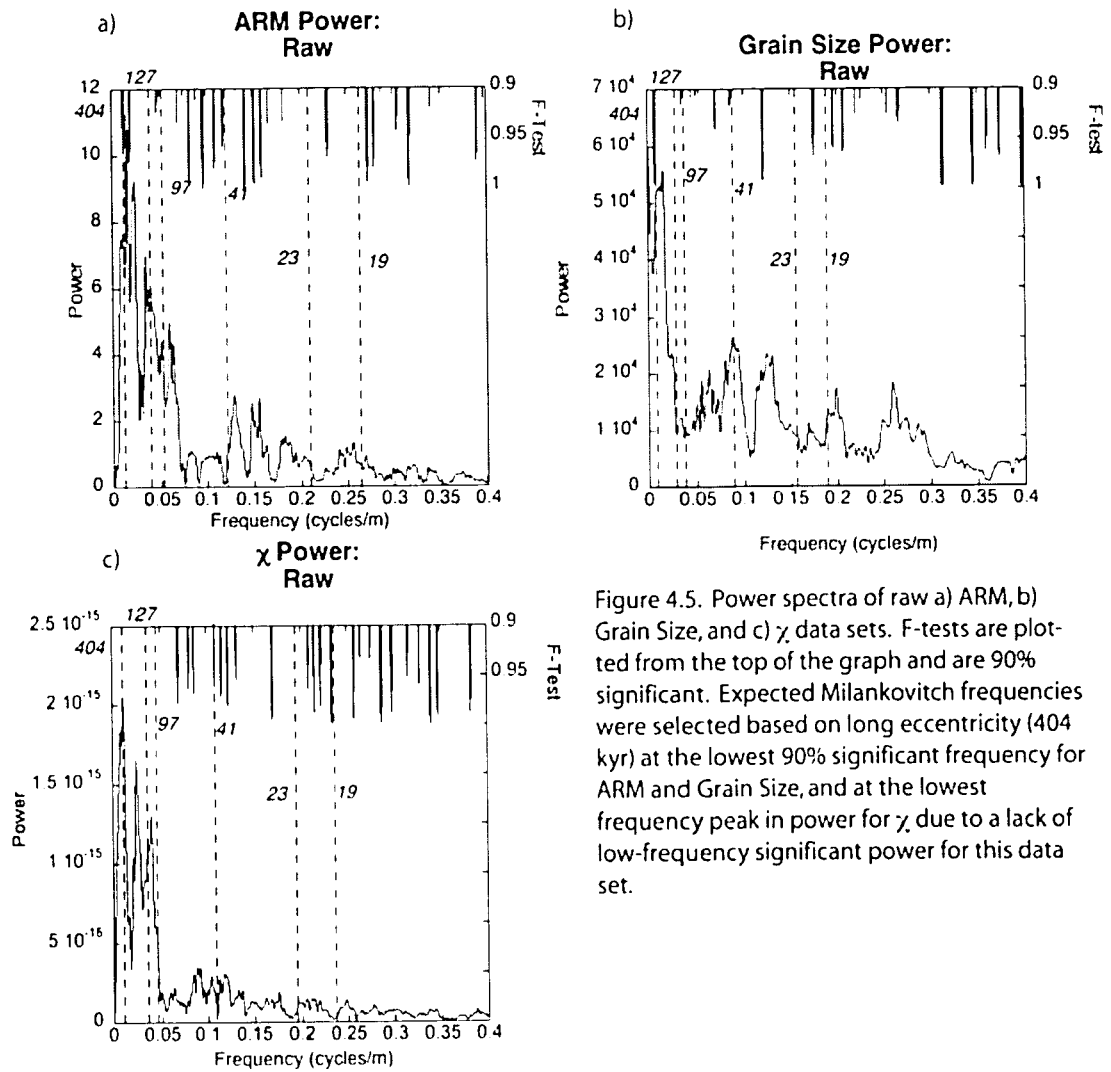 a)
ARM Power:
Raw
127
404
12
10
8
6
4
2
0
Power
0.9
0.95
1
F-Test
97
41
23
19
0 0.05 0.1 0.15 0.2 0.25 0.3 0.35 0.4
Frequency (cycles/m)
b)
Grain Size Power:
Raw
127
404
7 10⁴
6 10⁴
5 10⁴
4 10⁴
3 10⁴
2 10⁴
1 10⁴
0
Power
0.9
0.95
1
F-test
97
41
23
19
0 0.05 0.1 0.15 0.2 0.25 0.3 0.35 0.4
Frequency (cycles/m)
c)
χ Power:
Raw
127
404
2.5 10⁻¹⁵
2 10⁻¹⁵
1.5 10⁻¹⁵
1 10⁻¹⁵
5 10⁻¹⁶
0
Power
0.9
0.95
F-Test
97
41
23
19
0 0.05 0.1 0.15 0.2 0.25 0.3 0.35 0.4
Frequency (cycles/m)
Figure 4.5. Power spectra of raw a) ARM, b)
Grain Size, and c) χ data sets. F-tests are plot-
ted from the top of the graph and are 90%
significant. Expected Milankovitch frequencies
were selected based on long eccentricity (404
kyr) at the lowest 90% significant frequency for
ARM and Grain Size, and at the lowest
frequency peak in power for χ due to a lack of
low-frequency significant power for this data
set.